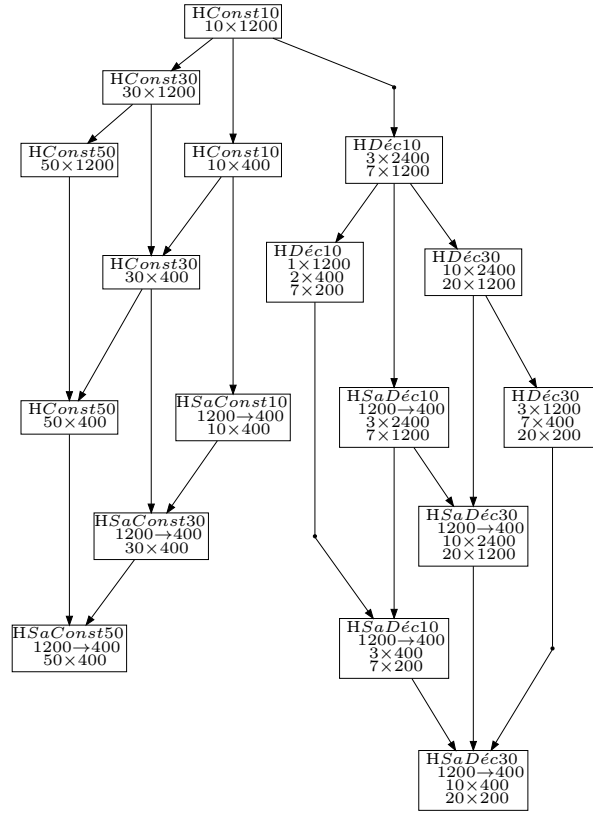 HConst10
10×1200
HConst30
30×1200
HConst50
50×1200
HConst10
10×400
HDéc10
3×2400
7×1200
HConst30
30×400
HDéc10
1×1200
2×400
7×200
HDéc30
10×2400
20×1200
HConst50
50×400
HSaConst10
1200→400
10×400
HSaDéc10
1200→400
3×2400
7×1200
HDéc30
3×1200
7×400
20×200
HSaConst30
1200→400
30×400
HSaDéc30
1200→400
10×2400
20×1200
HSaConst50
1200→400
50×400
HSaDéc10
1200→400
3×400
7×200
HSaDéc30
1200→400
10×400
20×200